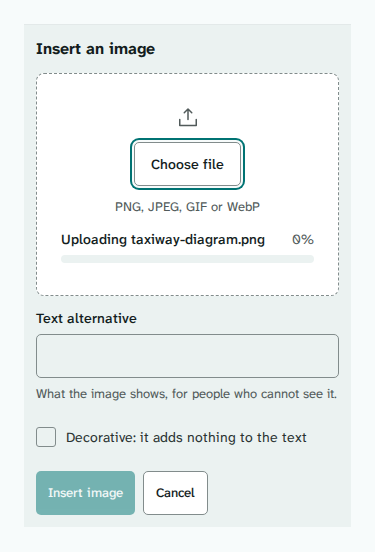 Insert an image
Choose file
PNG, JPEG, GIF or WebP
Uploading taxiway-diagram.png 0%
Text alternative
What the image shows, for people who cannot see it.
Decorative: it adds nothing to the text
Insert image Cancel